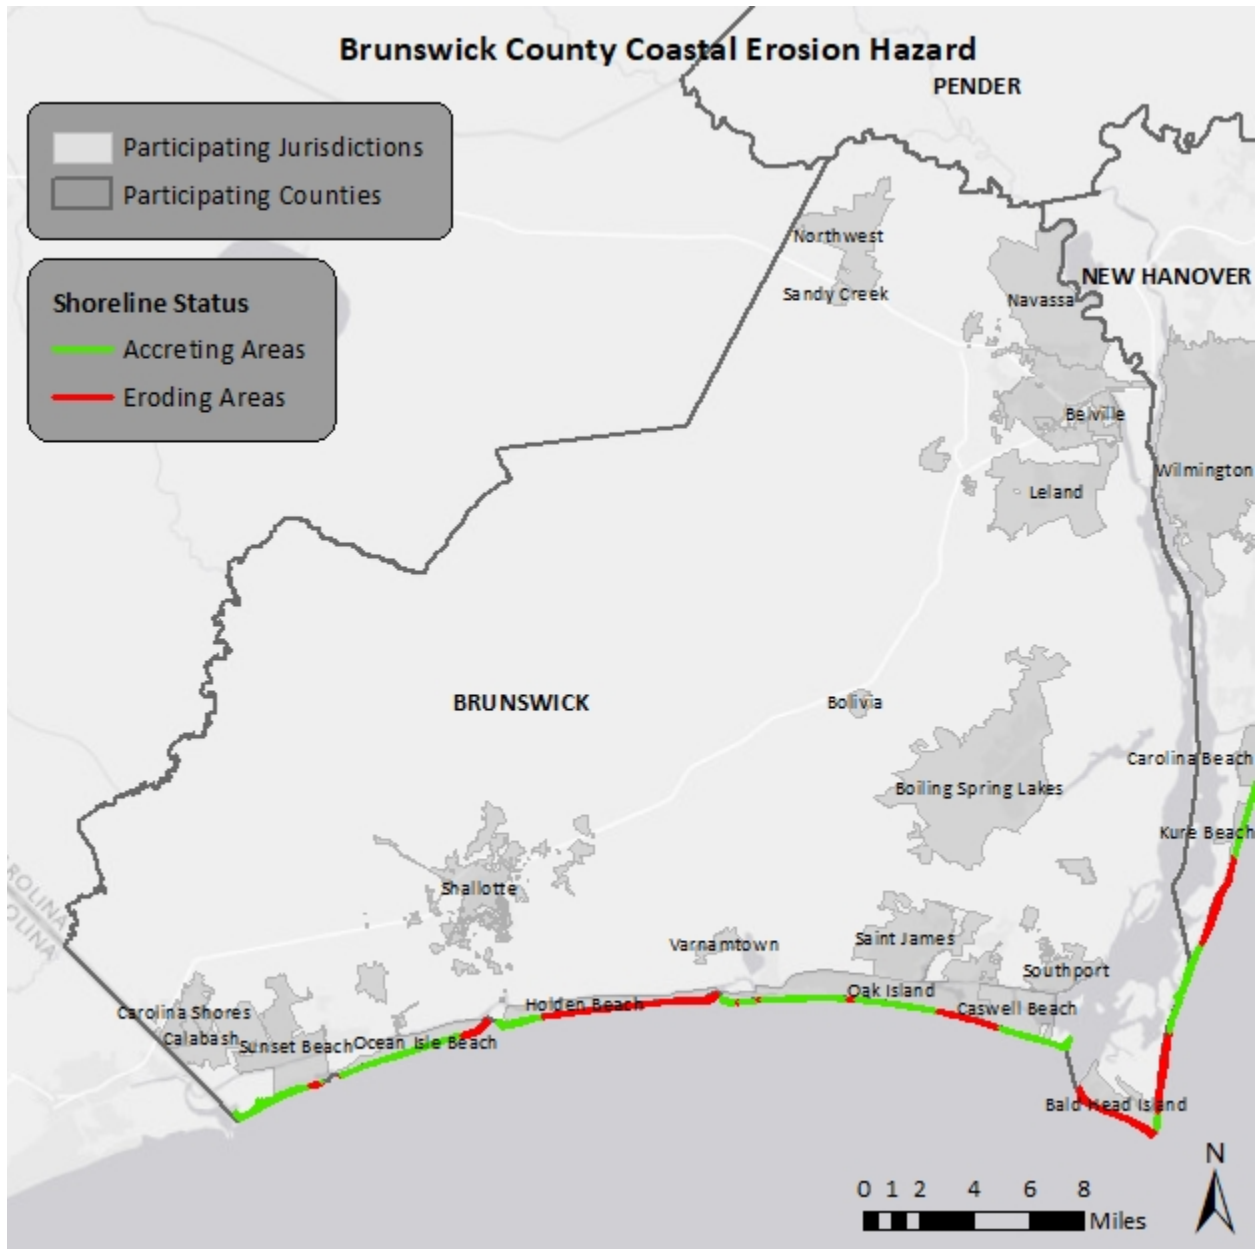 Brunswick County Coastal Erosion Hazard
PENDER
Participating Jurisdictions
Participating Counties
Northwest
NEW HANOVER
Sandy Creek
Navassa
Shoreline Status
Accreting Areas
Eroding Areas
Belville
Wilmington
Leland
BRUNSWICK
Bolivia
Carolina Beach
Boiling Spring Lakes
Kure Beach
Shallotte
ROLINA
OLINA
Varnamtown
Saint James
Southport
Oak Island
Holden Beach
Caswell Beach
Carolina Shores
Calabash
Sunset Beach
Ocean Isle Beach
Bald Head Island
N
0 1 2 4 6 8
Miles